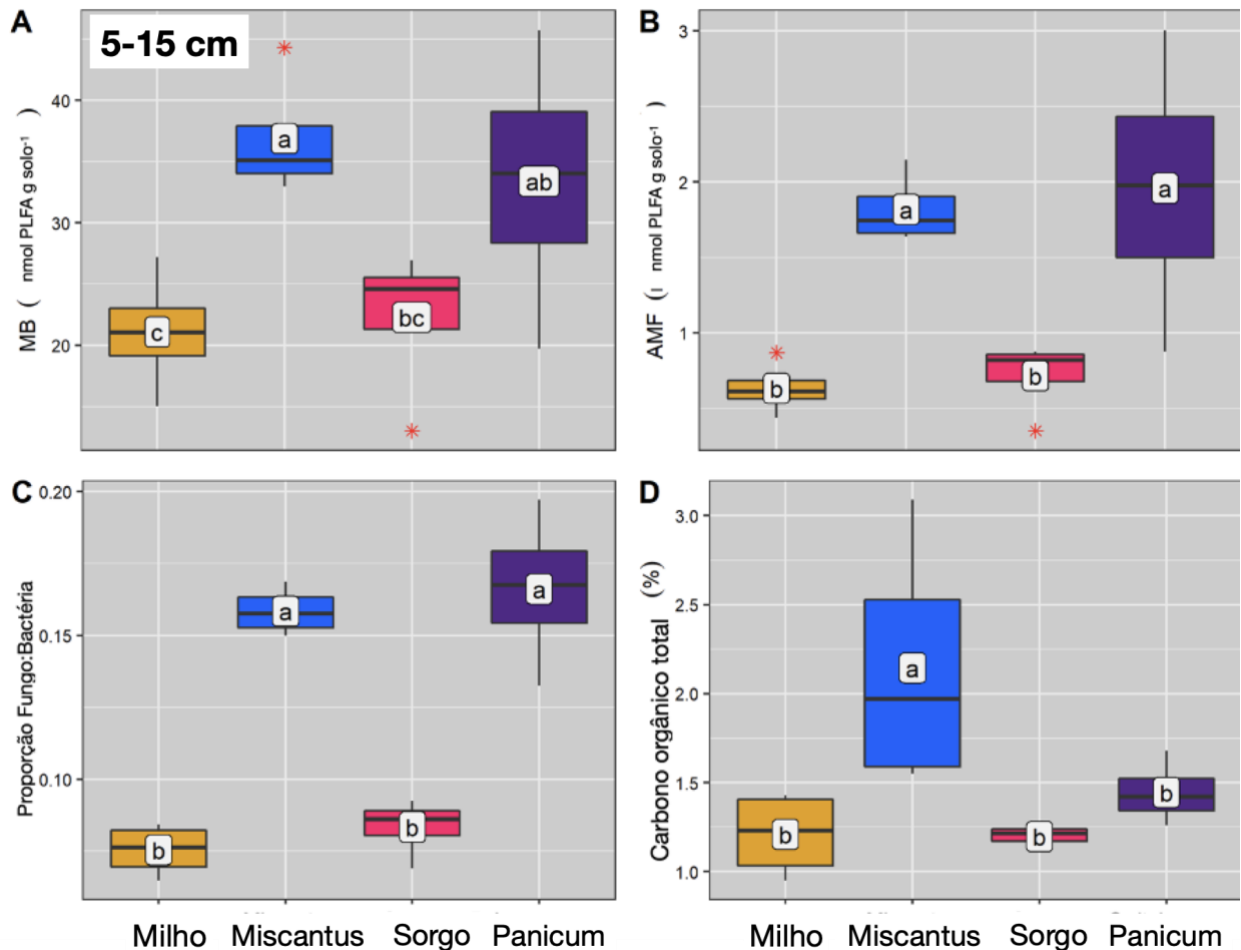 A
5-15 cm
MB ( nmol PLFA g solo⁻¹ )
40
30
20
a
ab
c
bc
B
AMF ( nmol PLFA g solo⁻¹ )
3
2
1
a
a
b
b
C
Proporção Fungo:Bactéria
0.20
0.15
0.10
a
a
b
b
D
Carbono orgânico total (%)
3.0
2.5
2.0
1.5
1.0
a
b
b
b
Milho Miscantus Sorgo Panicum
Milho Miscantus Sorgo Panicum